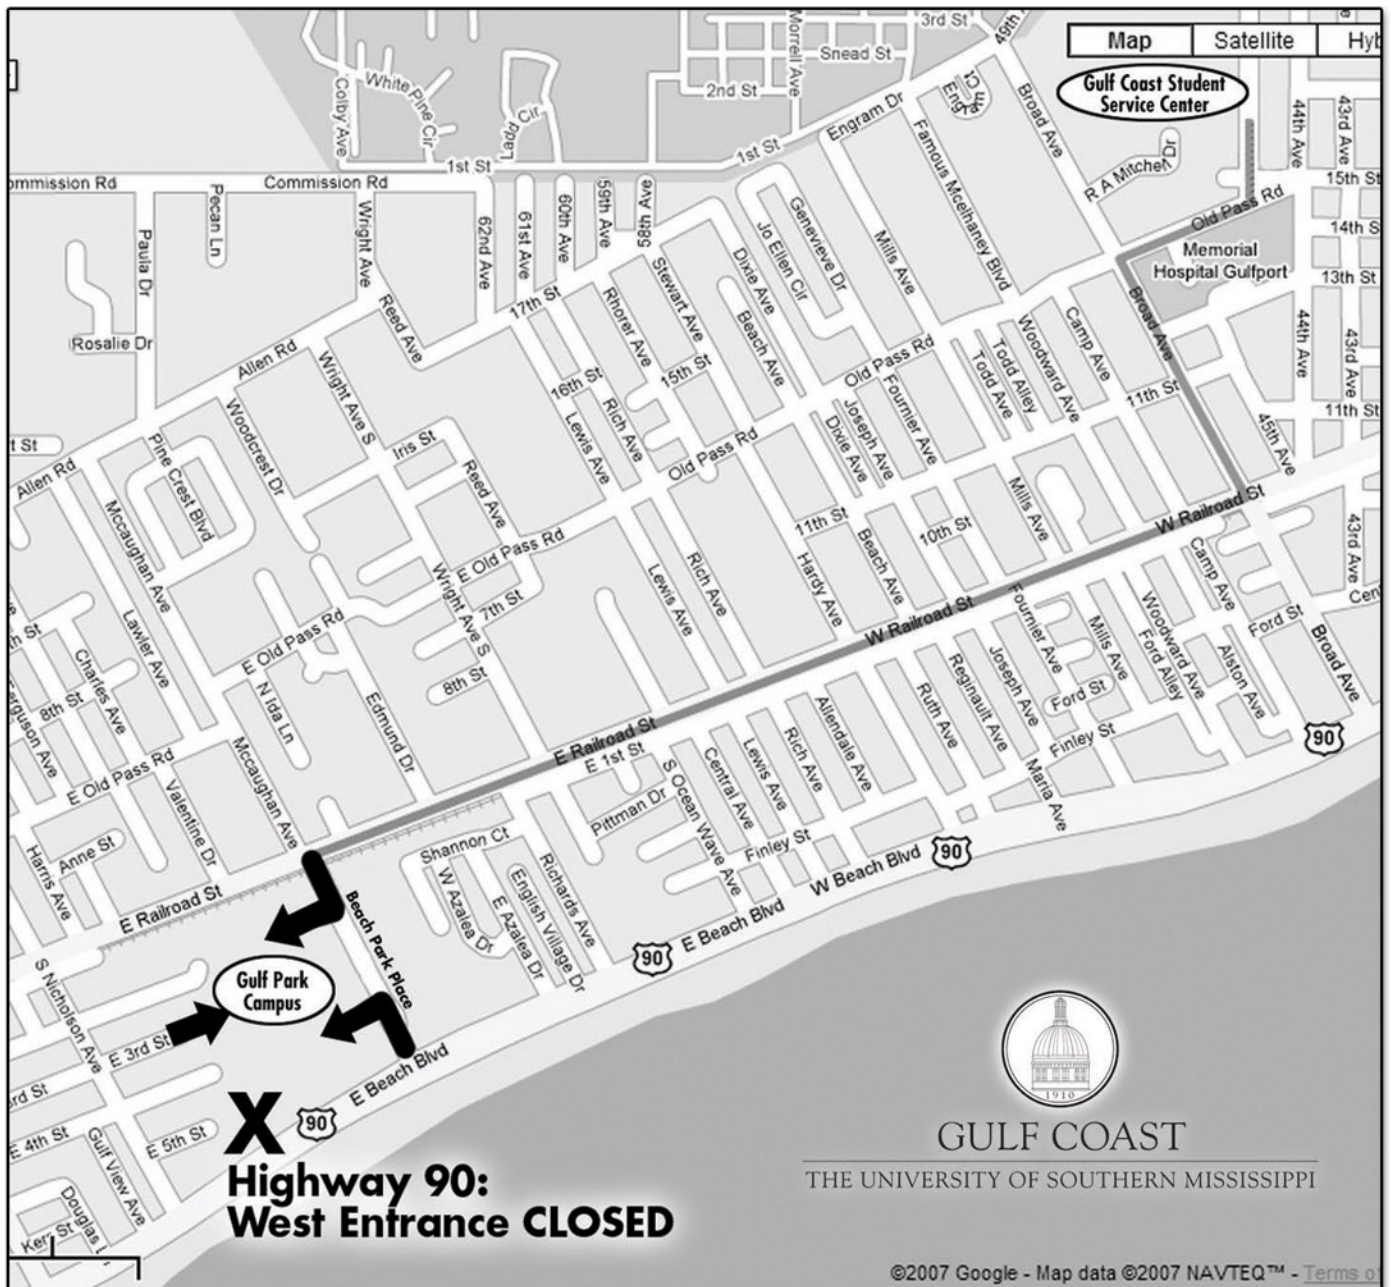 3rd St
49th
Map
Satellite
Hyb
Morrell Ave
Snead St
White Pine Cir
Colby Ave
Ladd Cir
2nd St
Engram Dr
Engram Ct
Broad Ave
Gulf Coast Student
Service Center
44th Ave
43rd Ave
1st St
1st St
Famous Mcelhaney Blvd
R A Mitchell Dr
15th St
ommission Rd
Commission Rd
Pecan Ln
Wright Ave
62nd Ave
61st Ave
60th Ave
59th Ave
58th Ave
Genevieve Dr
Jo Ellen Cir
Mills Ave
Old Pass Rd
14th S
Memorial
Hospital Gulfport
13th St
Paula Dr
Dixie Ave
Stewart Ave
Rhorer Ave
17th St
Reed Ave
Beach Ave
Broad Ave
Camp Ave
Woodward Ave
Todd Alley
Todd Ave
44th Ave
43rd Ave
Rosalie Dr
Allen Rd
Wright Ave S
16th St
15th St
Old Pass Rd
Fournier Ave
Joseph Ave
Dixie Ave
11th St
11th St
45th Ave
t St
Allen Rd
Pine Crest Blvd
Woodcrest Dr
Iris St
Reed Ave
Lewis Ave
Rich Ave
Old Pass Rd
Mills Ave
W Railroad St
Mccaughan Ave
11th St
10th St
E Old Pass Rd
7th St
Wright Ave S
Lewis Ave
Rich Ave
Hardy Ave
Beach Ave
Camp Ave
43rd Ave
Cen
th St
Lawler Ave
E Old Pass Rd
W Railroad St
Fournier Ave
Mills Ave
Woodward Ave
Ford Alley
Ford St
Broad Ave
Alston Ave
Charles Ave
8th St
erguson Ave
N Ida Ln
8th St
Edmund Dr
Ruth Ave
Reginault Ave
Joseph Ave
Ford St
Finley St
90
E Old Pass Rd
Mccaughan Ave
Valentine Dr
E Railroad St
E 1st St
Pittman Dr
S Ocean Wave Ave
Central Ave
Lewis Ave
Rich Ave
Allendale Ave
Maria Ave
Harris Ave
Anne St
Shannon Ct
W Azalea Dr
E Azalea Dr
English Village Dr
Richards Ave
Finley St
W Beach Blvd
90
E Railroad St
Beach Park Place
E Beach Blvd
90
Gulf Park
Campus
S Nicholson Ave
E 3rd St
E Beach Blvd
rd St
E 4th St
E 5th St
Gulf View Ave
Douglas
Kerr St
X
90
Highway 90:
West Entrance CLOSED
1910
GULF COAST
THE UNIVERSITY OF SOUTHERN MISSISSIPPI
©2007 Google - Map data ©2007 NAVTEQ™ - Terms of